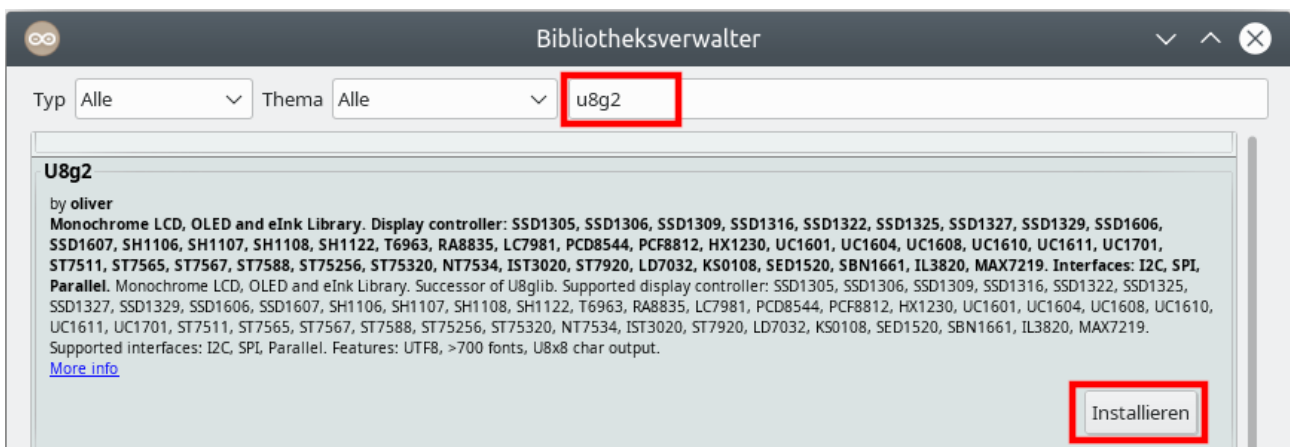 Bibliotheksverwalter
Typ Alle Thema Alle u8g2
U8g2
by oliver
Monochrome LCD, OLED and eInk Library. Display controller: SSD1305, SSD1306, SSD1309, SSD1316, SSD1322, SSD1325, SSD1327, SSD1329, SSD1606,
SSD1607, SH1106, SH1107, SH1108, SH1122, T6963, RA8835, LC7981, PCD8544, PCF8812, HX1230, UC1601, UC1604, UC1608, UC1610, UC1611, UC1701,
ST7511, ST7565, ST7567, ST7588, ST75256, ST75320, NT7534, IST3020, ST7920, LD7032, KS0108, SED1520, SBN1661, IL3820, MAX7219. Interfaces: I2C, SPI,
Parallel. Monochrome LCD, OLED and eInk Library. Successor of U8glib. Supported display controller: SSD1305, SSD1306, SSD1309, SSD1316, SSD1322, SSD1325,
SSD1327, SSD1329, SSD1606, SSD1607, SH1106, SH1107, SH1108, SH1122, T6963, RA8835, LC7981, PCD8544, PCF8812, HX1230, UC1601, UC1604, UC1608, UC1610,
UC1611, UC1701, ST7511, ST7565, ST7567, ST7588, ST75256, ST75320, NT7534, IST3020, ST7920, LD7032, KS0108, SED1520, SBN1661, IL3820, MAX7219.
Supported interfaces: I2C, SPI, Parallel. Features: UTF8, >700 fonts, U8x8 char output.
More info
Installieren